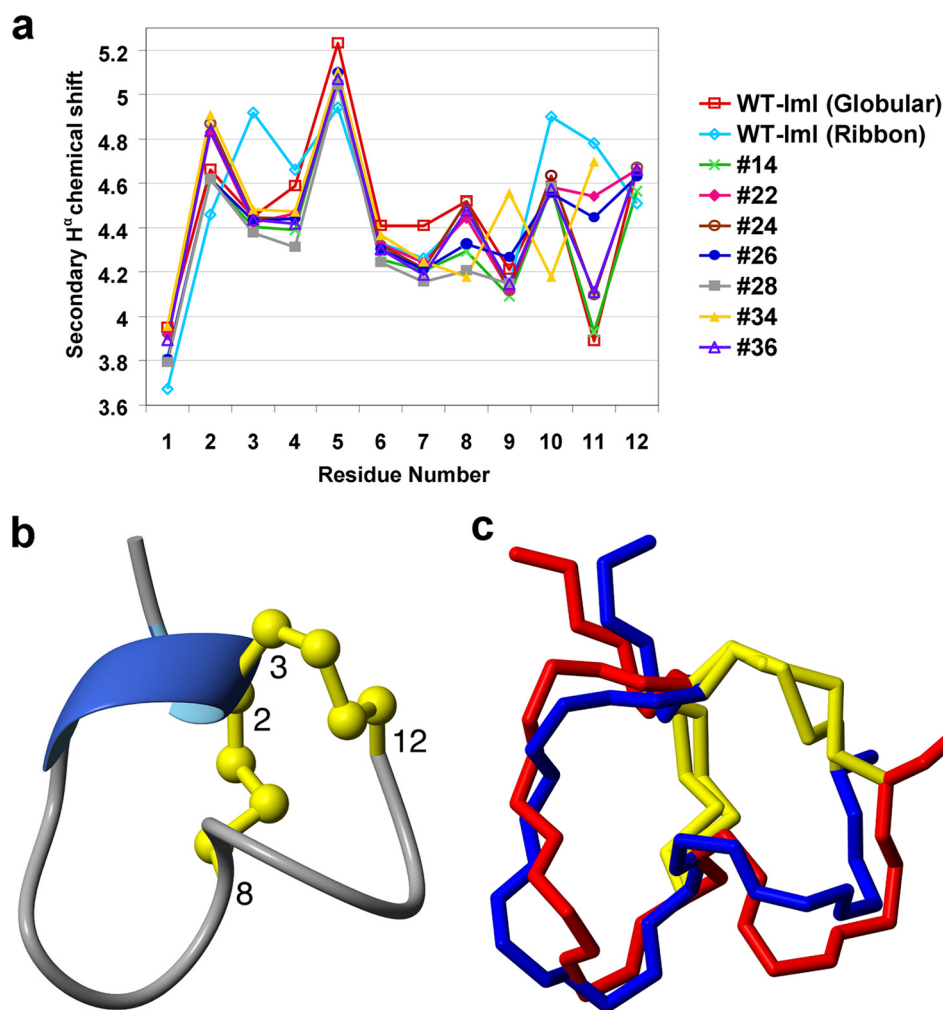 a
Secondary Hα chemical shift
5.2
5
4.8
4.6
4.4
4.2
4
3.8
3.6
1 2 3 4 5 6 7 8 9 10 11 12
Residue Number
WT-ImI (Globular)
WT-ImI (Ribbon)
#14
#22
#24
#26
#28
#34
#36
b
c
3
2
12
8